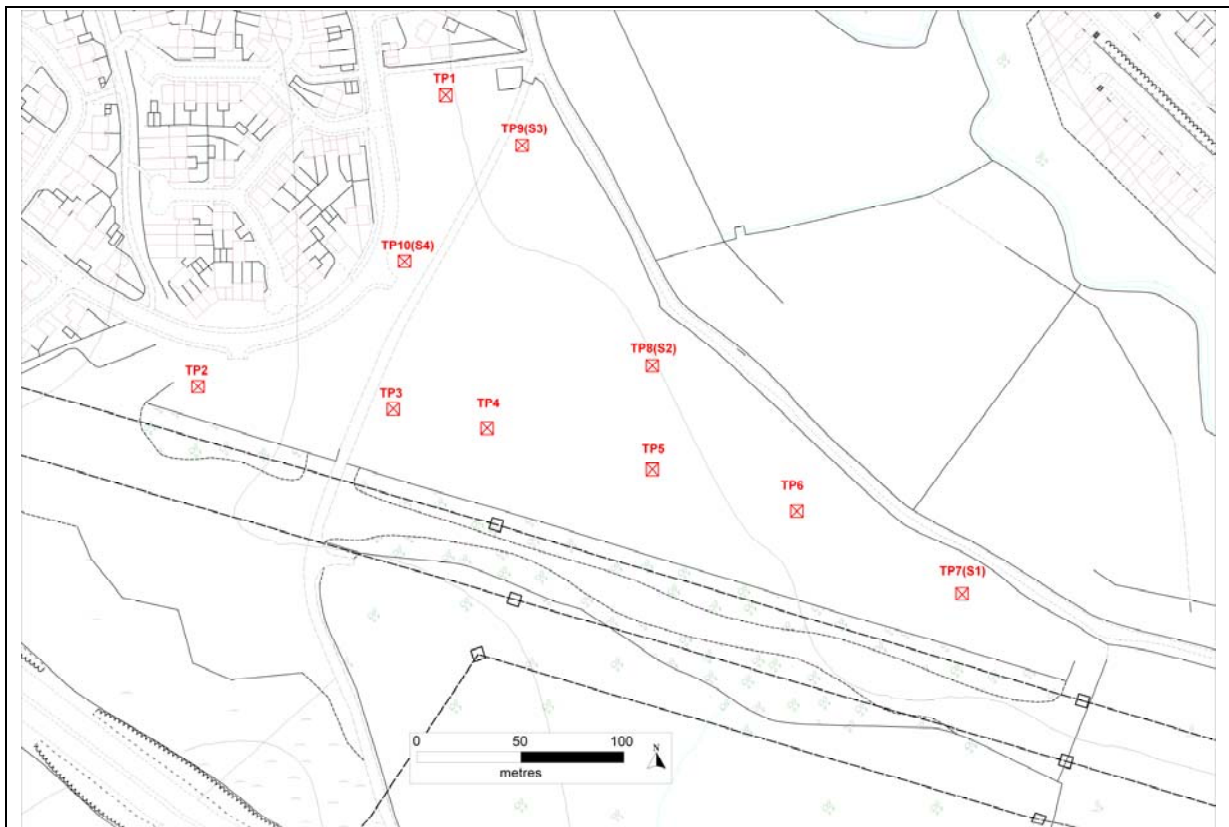 TP1
TP9(S3)
TP10(S4)
TP8(S2)
TP2
TP3
TP4
TP5
TP6
TP7(S1)
0 50 100
N
metres